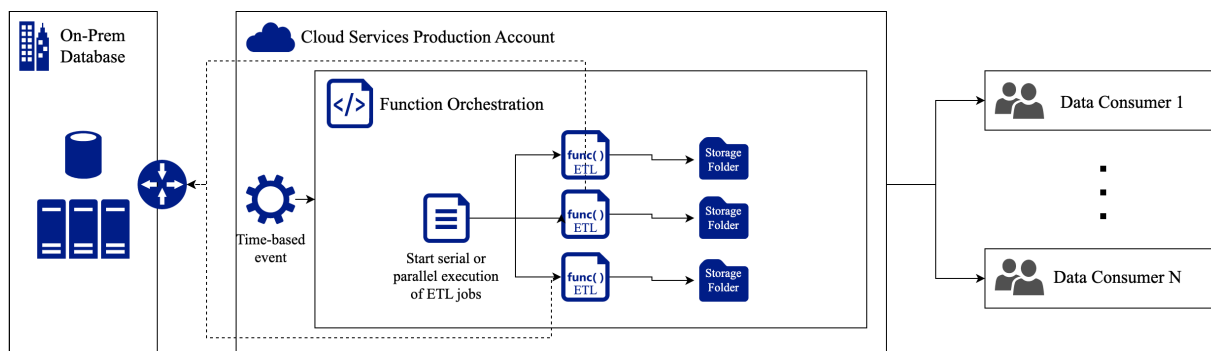 On-Prem
Database
Cloud Services Production Account
</>
Function Orchestration
Time-based
event
Start serial or
parallel execution
of ETL jobs
func( )
ETL
Storage
Folder
func( )
ETL
Storage
Folder
func( )
ETL
Storage
Folder
Data Consumer 1
Data Consumer N